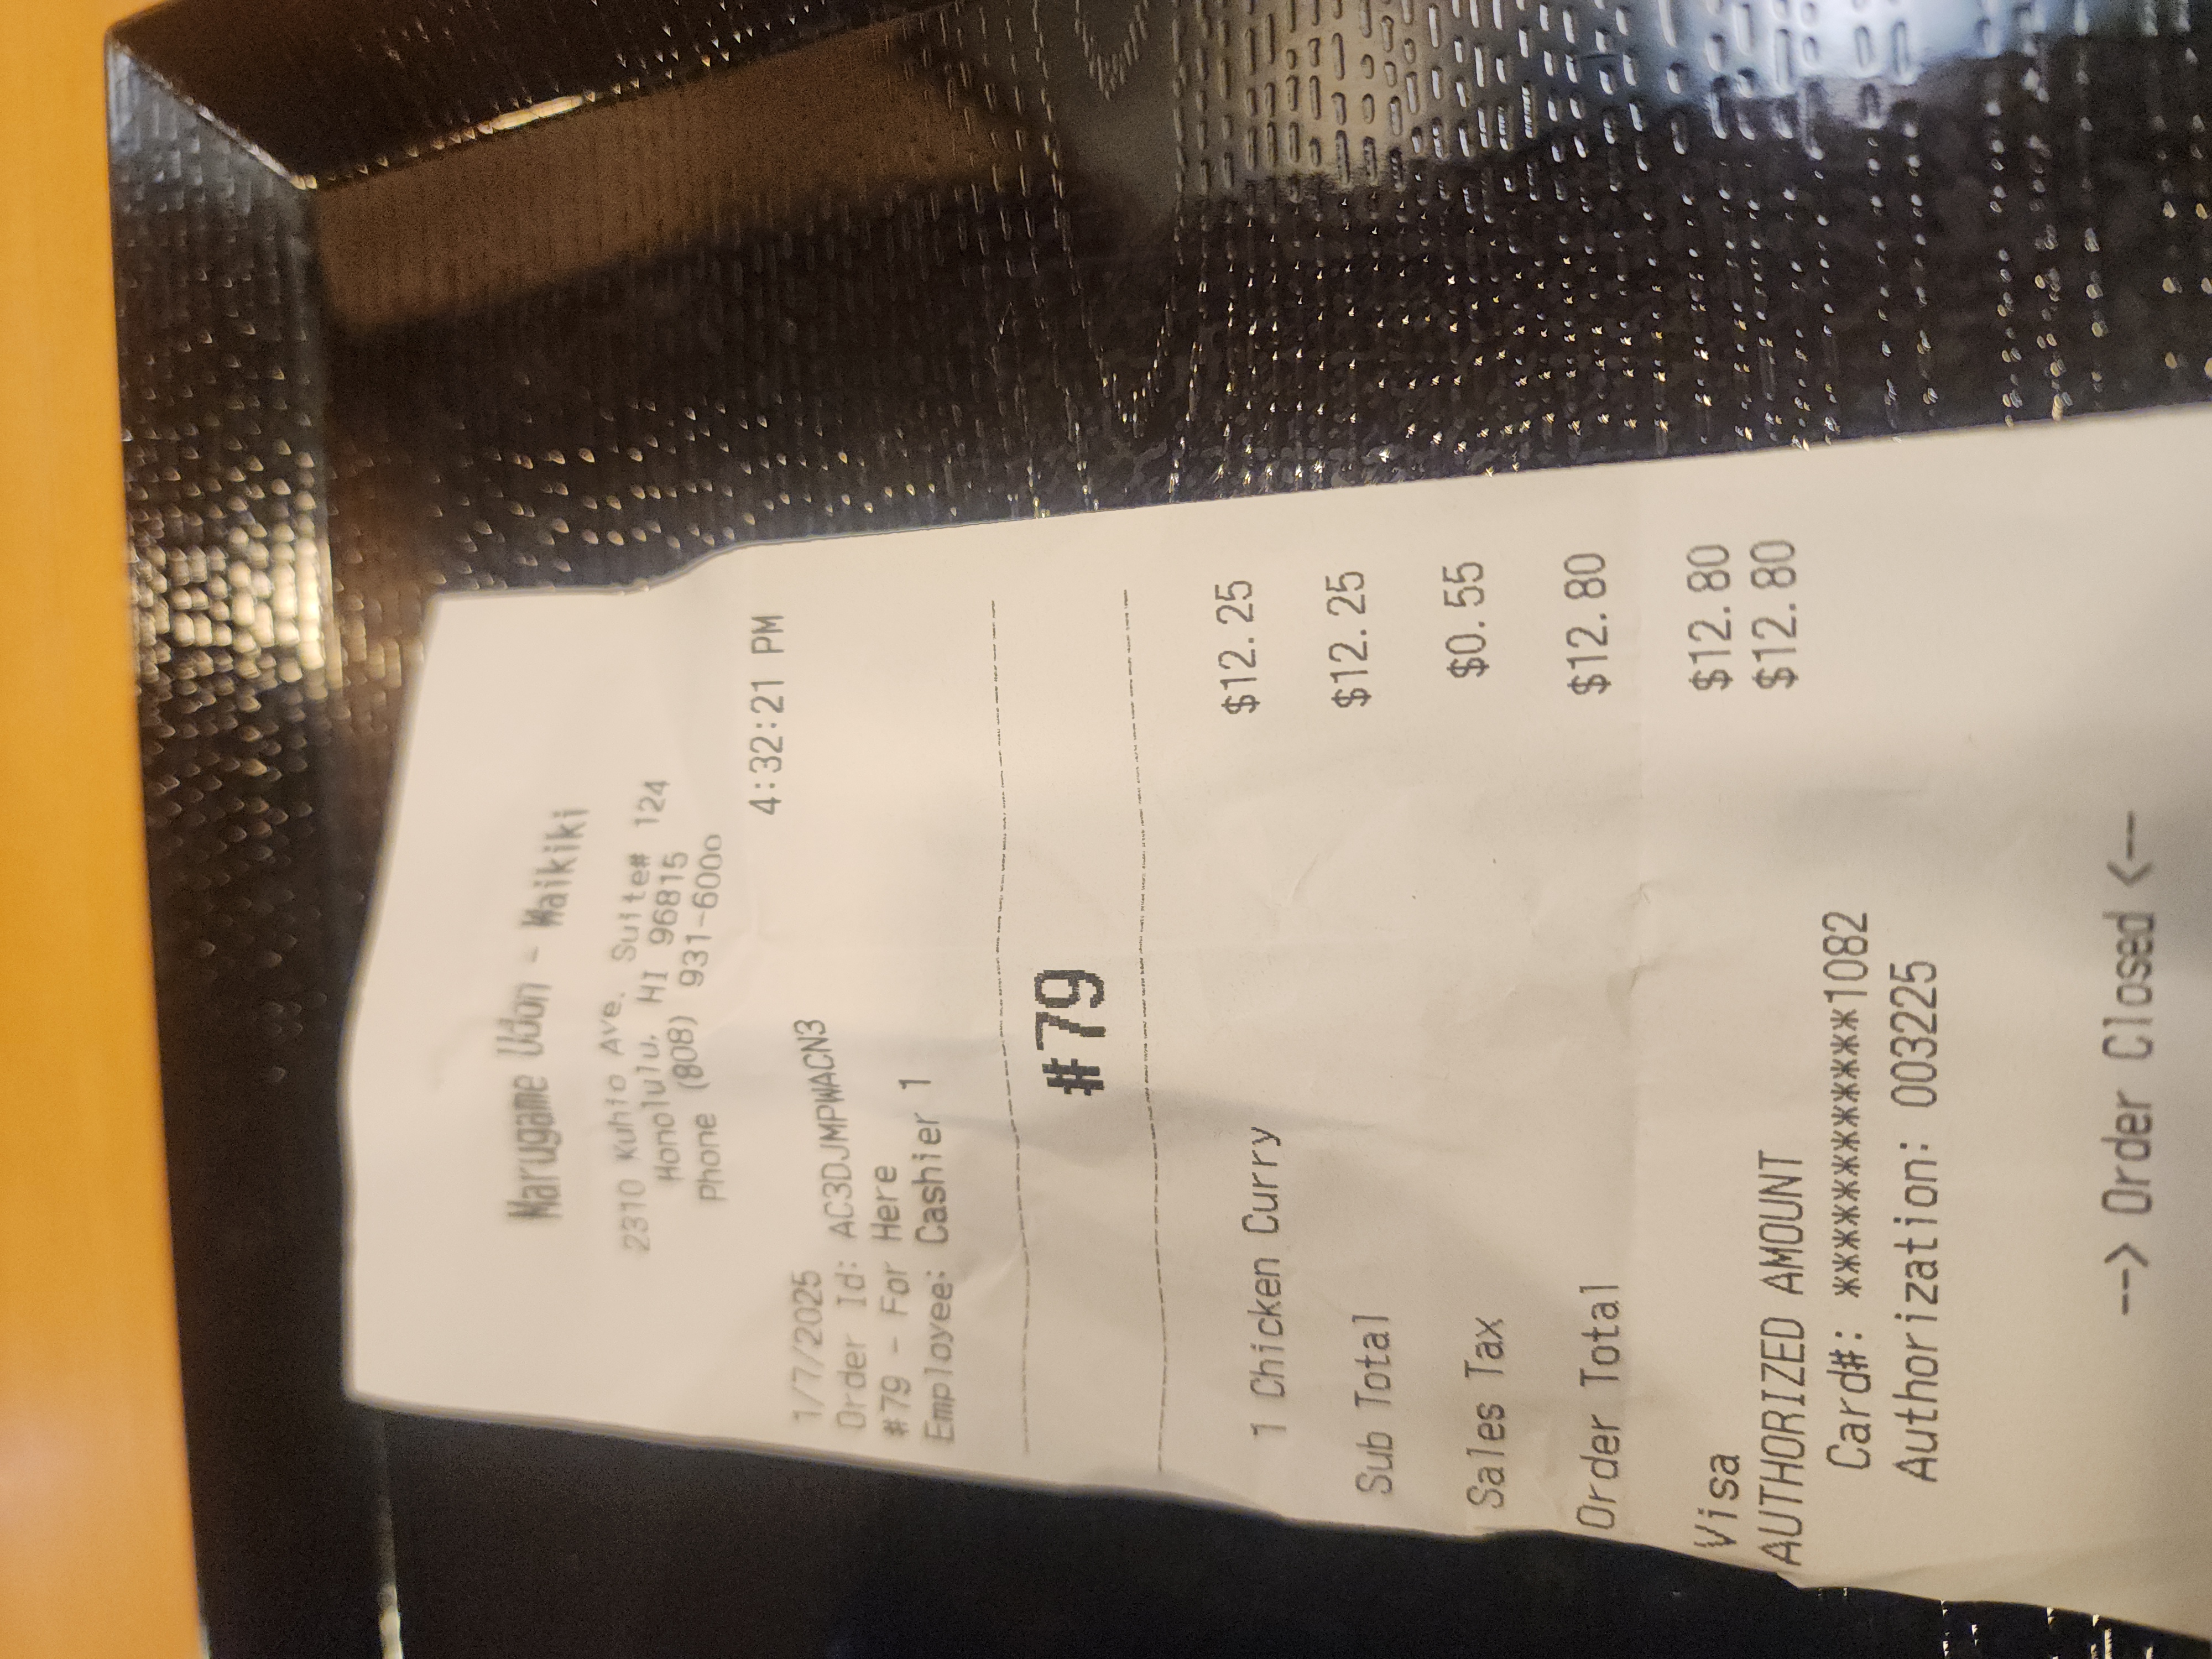 Marugame Udon - Waikiki
2310 Kuhio Ave. Suite# 124
Honolulu, HI 96815
Phone (808) 931-6000
1/7/2025 4:32:21 PM
Order Id: AC3DJMPWACN3
#79 - For Here
Employee: Cashier 1
#79
1 Chicken Curry $12.25
Sub Total $12.25
Sales Tax $0.55
Order Total $12.80
Visa $12.80
AUTHORIZED AMOUNT $12.80
Card#: ************1082
Authorization: 003225
--> Order Closed <--